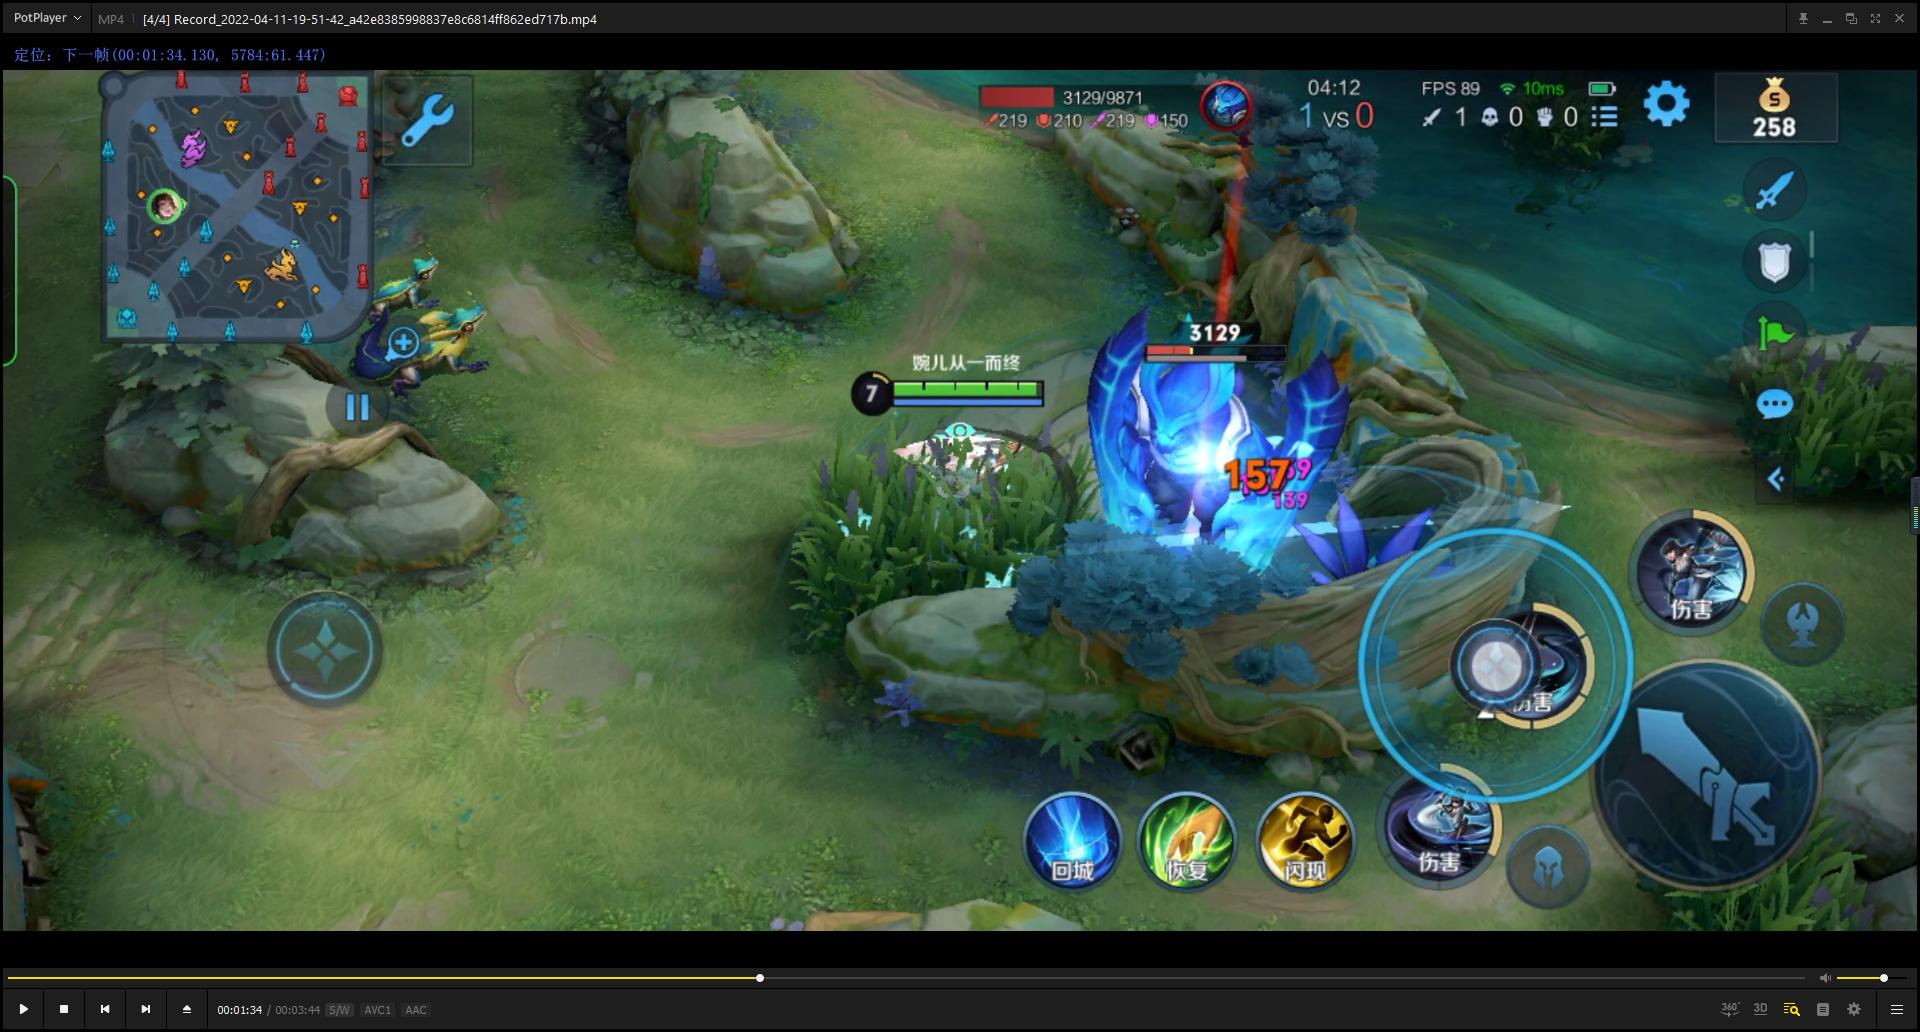 PotPlayer
MP4
[4/4] Record_2022-04-11-19-51-42_a42e8385998837e8c6814ff862ed717b.mp4
定位: 下一帧(00:01:34.130, 5784:61.447)
3129/9871
219 210 219 150
04:12
1 VS 0
FPS 89
10ms
1 0 0
S
258
3129
婉儿从一而终
7
157
139
伤害
伤害
伤害
回城
恢复
闪现
00:01:34 / 00:03:44 S/W AVC1 AAC
360°
3D